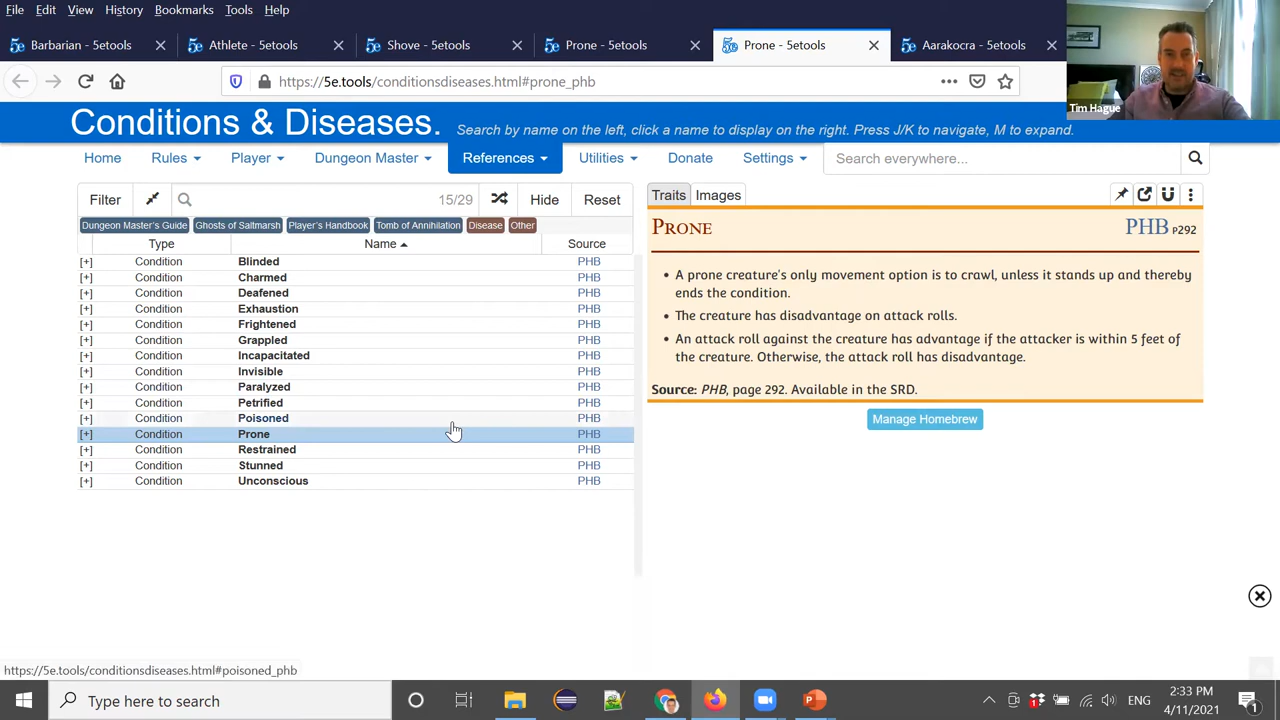 File Edit View History Bookmarks Tools Help
Barbarian - 5etools
Athlete - 5etools
Shove - 5etools
Prone - 5etools
Prone - 5etools
Aarakocra - 5etools
https://5e.tools/conditionsdiseases.html#prone_phb
Tim Hague
Conditions & Diseases. Search by name on the left, click a name to display on the right. Press J/K to navigate, M to expand.
Home Rules Player Dungeon Master References Utilities Donate Settings Search everywhere...
Filter 15/29 Hide Reset
Dungeon Master's Guide Ghosts of Saltmarsh Player's Handbook Tomb of Annihilation Disease Other
Type Name Source
[+] Condition Blinded PHB
[+] Condition Charmed PHB
[+] Condition Deafened PHB
[+] Condition Exhaustion PHB
[+] Condition Frightened PHB
[+] Condition Grappled PHB
[+] Condition Incapacitated PHB
[+] Condition Invisible PHB
[+] Condition Paralyzed PHB
[+] Condition Petrified PHB
[+] Condition Poisoned PHB
[+] Condition Prone PHB
[+] Condition Restrained PHB
[+] Condition Stunned PHB
[+] Condition Unconscious PHB
Traits Images
PRONE PHB P292
• A prone creature's only movement option is to crawl, unless it stands up and thereby
ends the condition.
• The creature has disadvantage on attack rolls.
• An attack roll against the creature has advantage if the attacker is within 5 feet of
the creature. Otherwise, the attack roll has disadvantage.
Source: PHB, page 292. Available in the SRD.
Manage Homebrew
https://5e.tools/conditionsdiseases.html#poisoned_phb
Type here to search
ENG
2:33 PM
4/11/2021
1